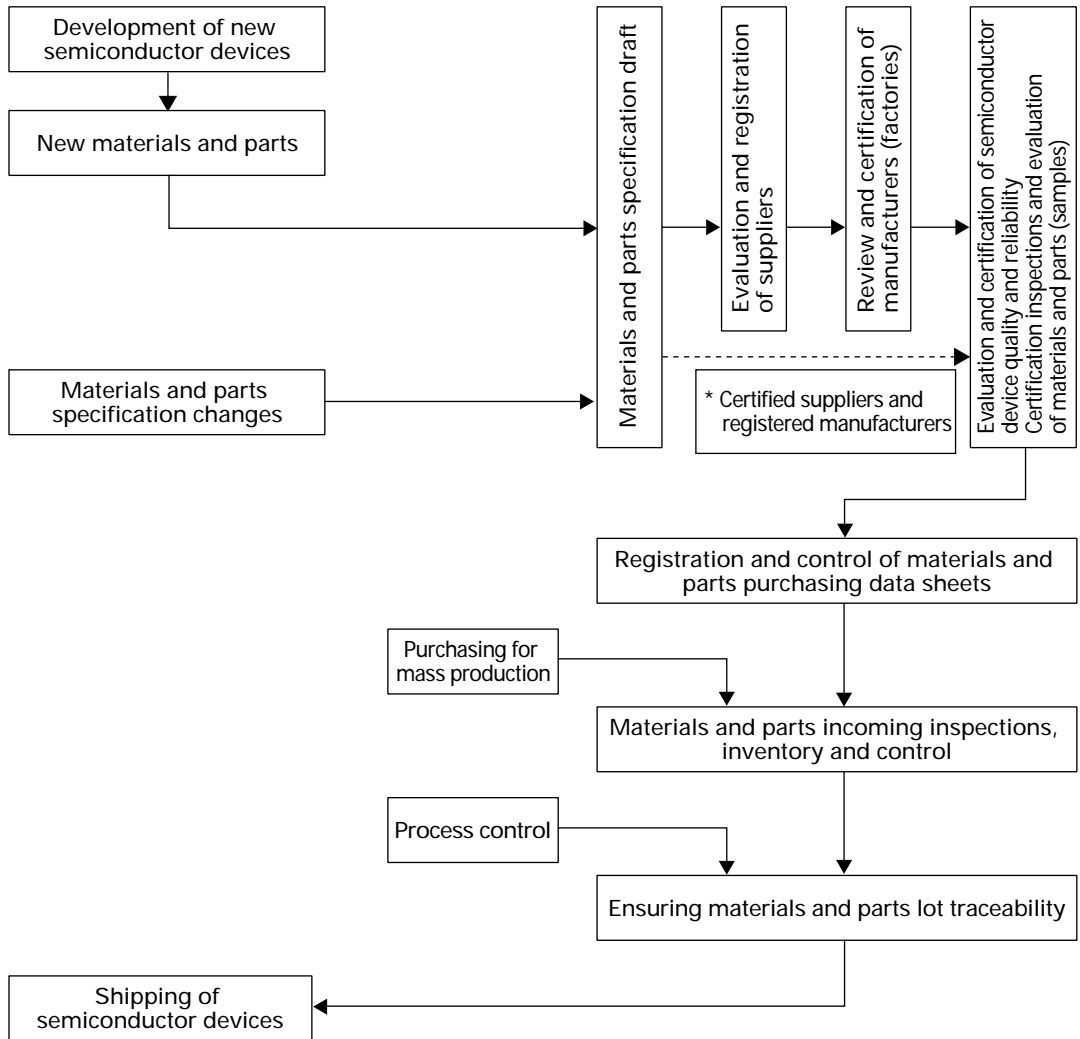 Development of new
semiconductor devices
New materials and parts
Materials and parts
specification changes
Materials and parts specification draft
Evaluation and registration
of suppliers
Review and certification of
manufacturers (factories)
Evaluation and certification of semiconductor
device quality and reliability
Certification inspections and evaluation
of materials and parts (samples)
* Certified suppliers and
registered manufacturers
Registration and control of materials and
parts purchasing data sheets
Purchasing for
mass production
Materials and parts incoming inspections,
inventory and control
Process control
Ensuring materials and parts lot traceability
Shipping of
semiconductor devices